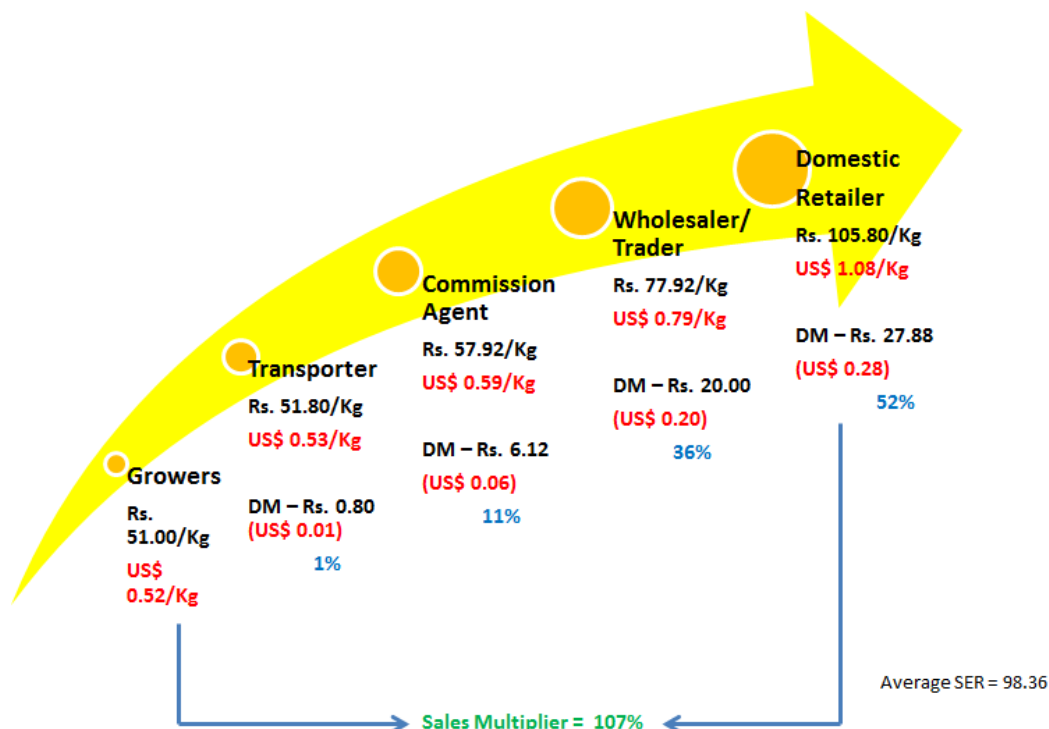 Growers
Rs.
51.00/Kg
US$
0.52/Kg
Transporter
Rs. 51.80/Kg
US$ 0.53/Kg
DM – Rs. 0.80
(US$ 0.01)
1%
Commission
Agent
Rs. 57.92/Kg
US$ 0.59/Kg
DM – Rs. 6.12
(US$ 0.06)
11%
Wholesaler/
Trader
Rs. 77.92/Kg
US$ 0.79/Kg
DM – Rs. 20.00
(US$ 0.20)
36%
Domestic
Retailer
Rs. 105.80/Kg
US$ 1.08/Kg
DM – Rs. 27.88
(US$ 0.28)
52%
Average SER = 98.36
Sales Multiplier = 107%